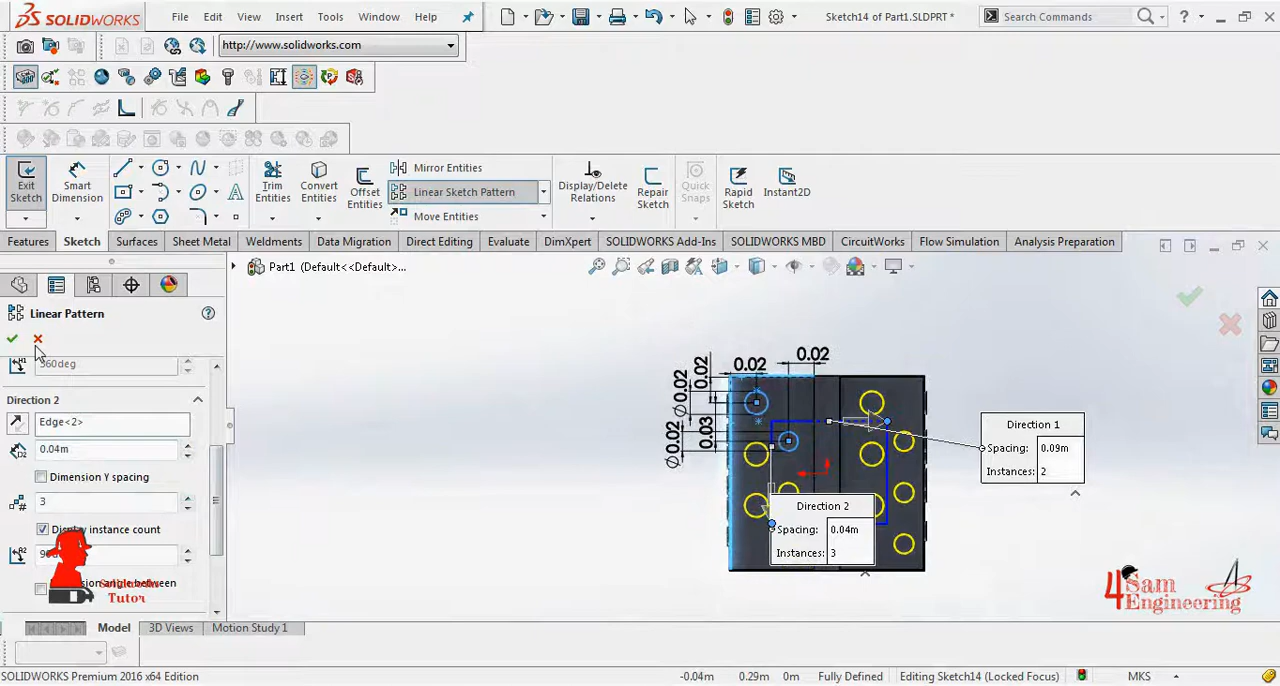 SOLIDWORKS File Edit View Insert Tools Window Help Sketch14 of Part1.SLDPRT * Search Commands
http://www.solidworks.com
Exit Sketch Smart Dimension Trim Entities Convert Entities Offset Entities Mirror Entities Linear Sketch Pattern Move Entities Display/Delete Relations Repair Sketch Quick Snaps Rapid Sketch Instant2D
Features Sketch Surfaces Sheet Metal Weldments Data Migration Direct Editing Evaluate DimXpert SOLIDWORKS Add-Ins SOLIDWORKS MBD CircuitWorks Flow Simulation Analysis Preparation
Part1 (Default<<Default>...
Linear Pattern
360deg
Direction 2
Edge<2>
0.04m
Dimension Y spacing
3
Display instance count
Solidworks Tutor
0.02 0.02
0.02
0.02
0.03
0.02
Direction 1
Spacing: 0.09m
Instances: 2
Direction 2
Spacing: 0.04m
Instances: 3
4Sam Engineering
Model 3D Views Motion Study 1
SOLIDWORKS Premium 2016 x64 Edition -0.04m 0.29m 0m Fully Defined Editing Sketch14 (Locked Focus) MKS